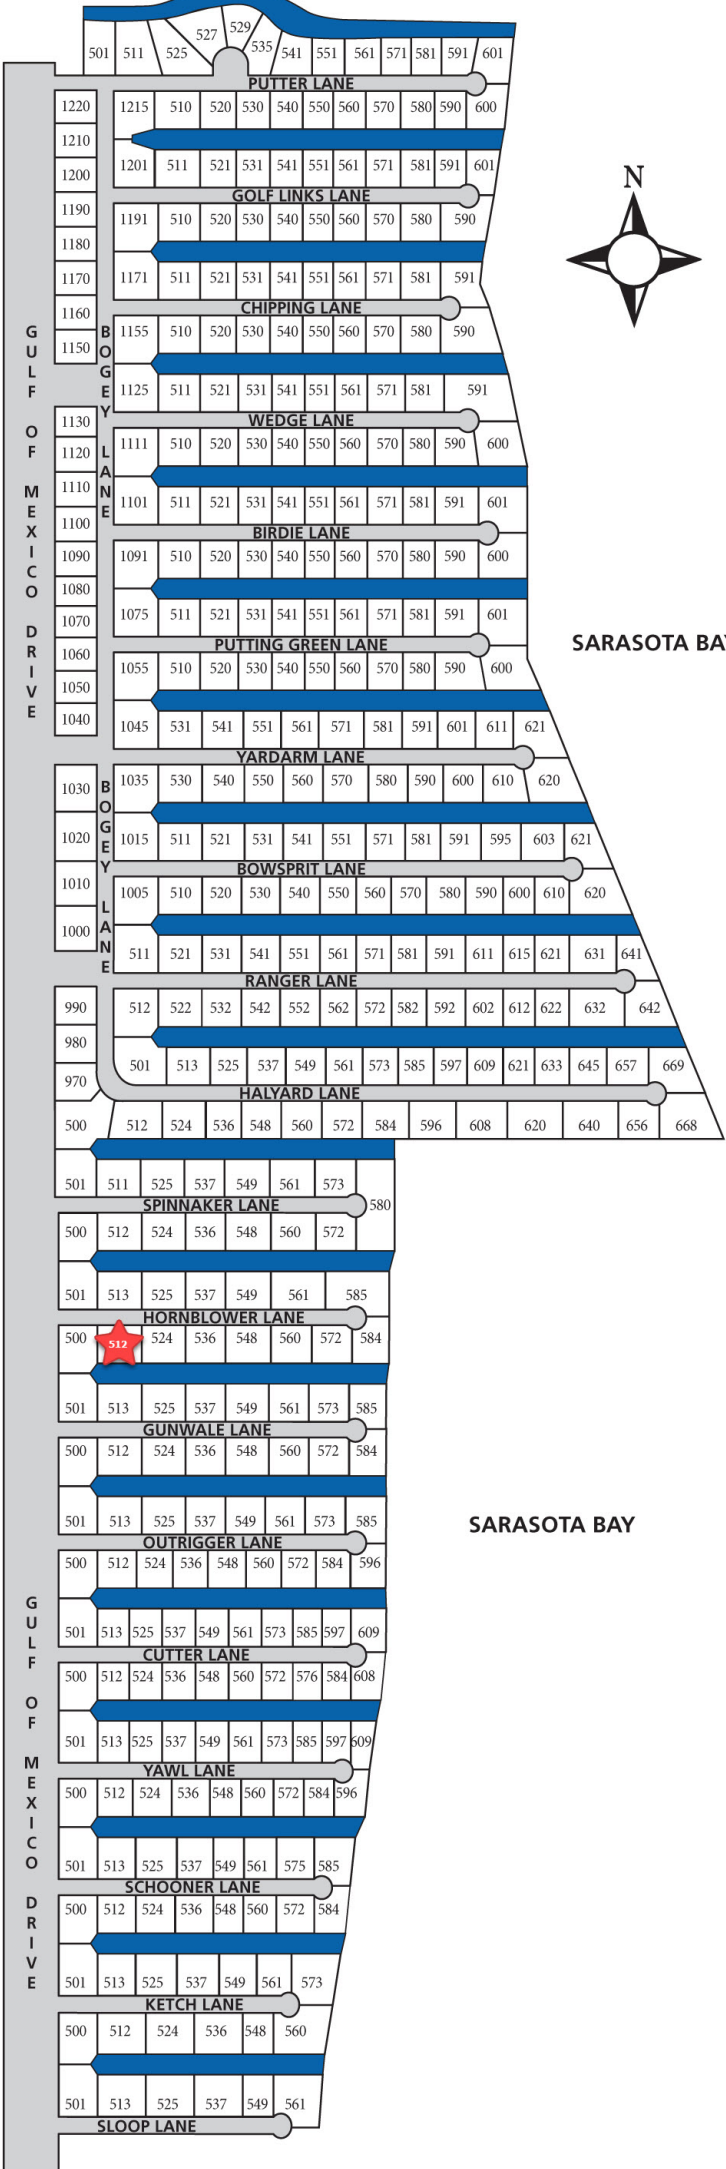 501 511 525 527 529 535 541 551 561 571 581 591 601
PUTTER LANE
1220 1215 510 520 530 540 550 560 570 580 590 600
1210
1200 1201 511 521 531 541 551 561 571 581 591 601
GOLF LINKS LANE
N
1190 1191 510 520 530 540 550 560 570 580 590
1180
1170 1171 511 521 531 541 551 561 571 581 591
CHIPPING LANE
1160
1150 1155 510 520 530 540 550 560 570 580 590
GULF OF MEXICO DRIVE
BOGEY LANE
1125 511 521 531 541 551 561 571 581 591
WEDGE LANE
1130
1120 1111 510 520 530 540 550 560 570 580 590 600
1110
1100 1101 511 521 531 541 551 561 571 581 591 601
BIRDIE LANE
1090 1091 510 520 530 540 550 560 570 580 590 600
1080
1070 1075 511 521 531 541 551 561 571 581 591 601
PUTTING GREEN LANE
SARASOTA BAY
1060 1055 510 520 530 540 550 560 570 580 590 600
1050
1040 1045 531 541 551 561 571 581 591 601 611 621
YARDARM LANE
1030 1035 530 540 550 560 570 580 590 600 610 620
BOGEY LANE
1020 1015 511 521 531 541 551 571 581 591 595 603 621
BOWSPRIT LANE
1010 1005 510 520 530 540 550 560 570 580 590 600 610 620
1000 511 521 531 541 551 561 571 581 591 611 615 621 631 641
RANGER LANE
990 512 522 532 542 552 562 572 582 592 602 612 622 632 642
980
970 501 513 525 537 549 561 573 585 597 609 621 633 645 657 669
HALYARD LANE
500 512 524 536 548 560 572 584 596 608 620 640 656 668
501 511 525 537 549 561 573 580
SPINNAKER LANE
500 512 524 536 548 560 572
501 513 525 537 549 561 585
HORNBLOWER LANE
500 512 524 536 548 560 572 584
501 513 525 537 549 561 573 585
GUNWALE LANE
500 512 524 536 548 560 572 584
501 513 525 537 549 561 573 585
SARASOTA BAY
OUTRIGGER LANE
500 512 524 536 548 560 572 584 596
GULF OF MEXICO DRIVE
501 513 525 537 549 561 573 585 597 609
CUTTER LANE
500 512 524 536 548 560 572 576 584 608
501 513 525 537 549 561 573 585 597 609
YAWL LANE
500 512 524 536 548 560 572 584 596
501 513 525 537 549 561 575 585
SCHOONER LANE
500 512 524 536 548 560 572 584
501 513 525 537 549 561 573
KETCH LANE
500 512 524 536 548 560
501 513 525 537 549 561
SLOOP LANE